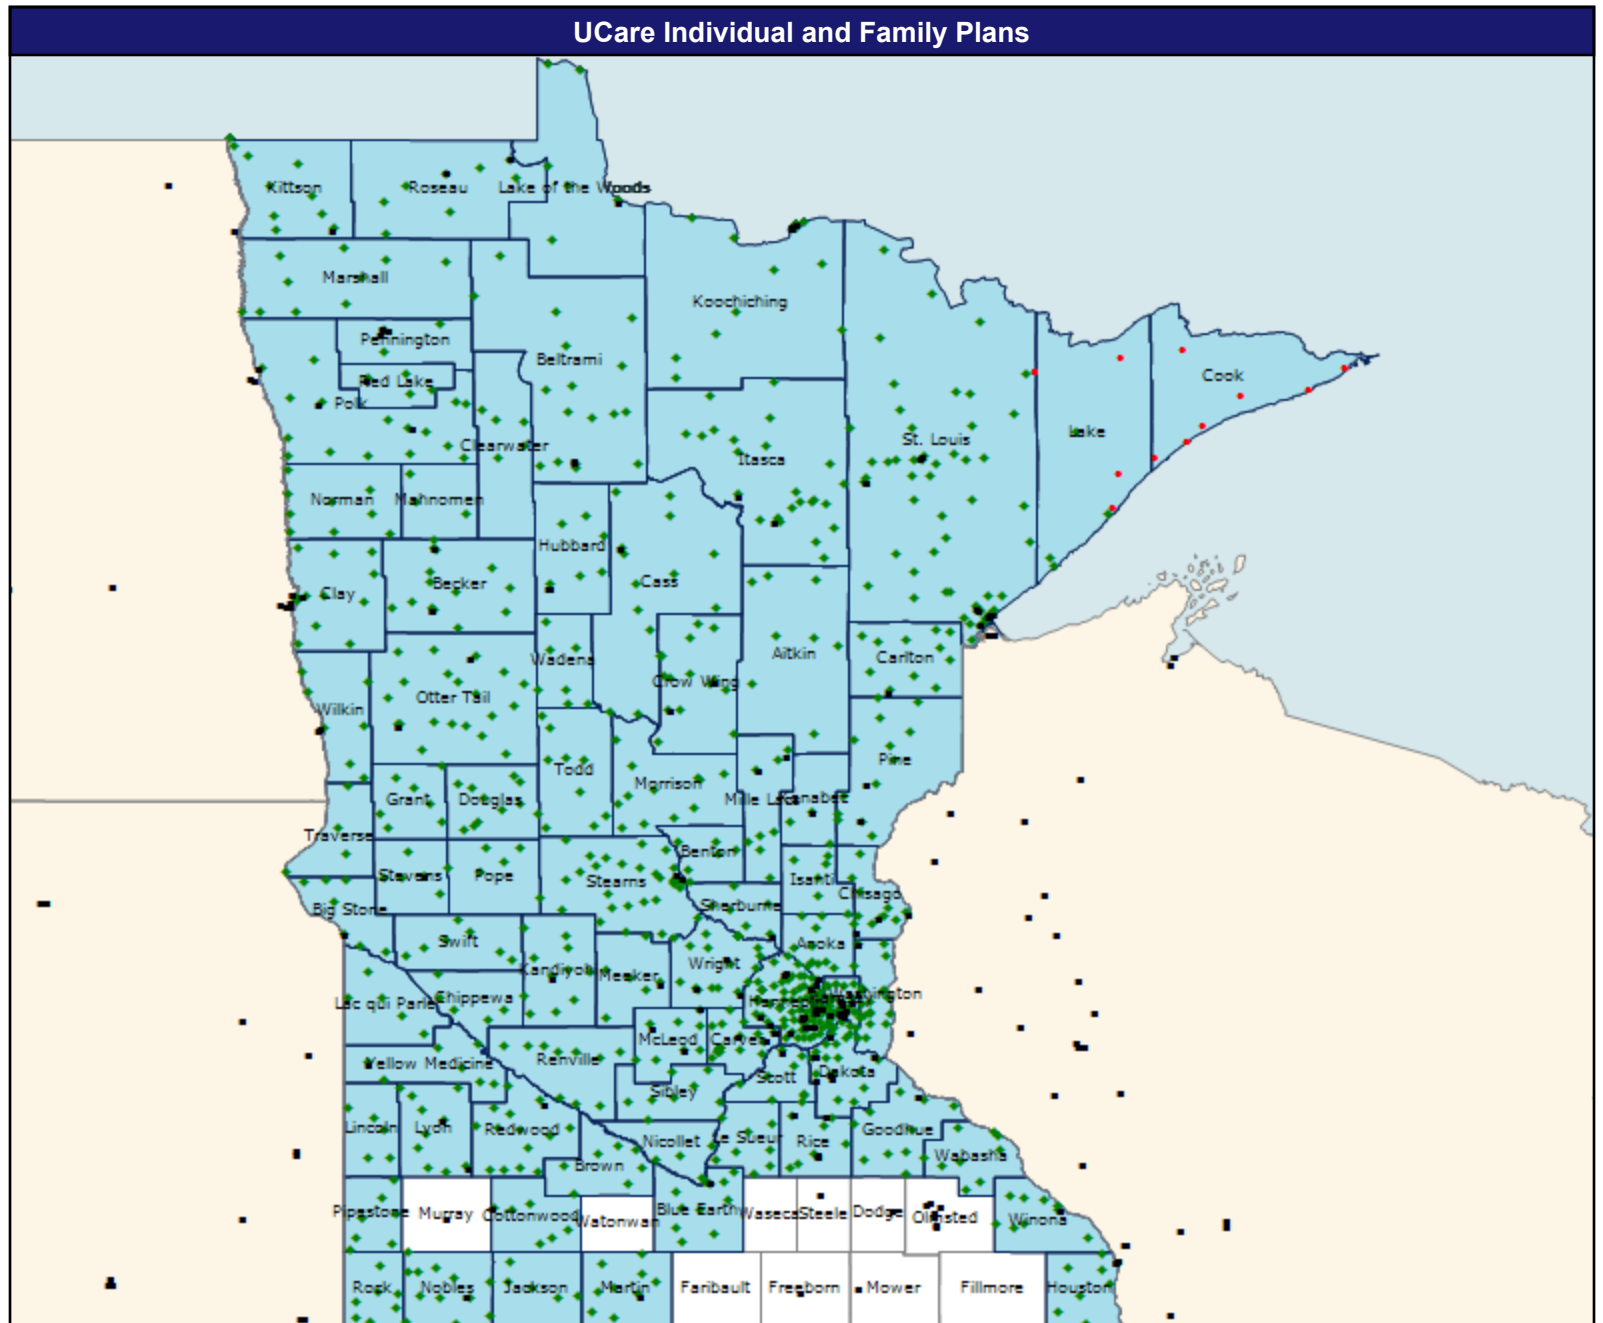 UCare Individual and Family Plans
Kittson
Roseau
Lake of the Woods
Marshall
Koochiching
Pennington
Beltrami
Red Lake
Cook
Polk
Clearwater
St. Louis
Lake
Itasca
Norman
Mahnomen
Hubbard
Becker
Cass
Clay
Aitkin
Carlton
Wadena
Crow Wing
Otter Tail
Wilkin
Pine
Todd
Morrison
Grant
Douglas
Mille Lacs
Kanabec
Traverse
Benton
Stevens
Pope
Stearns
Isanti
Chisago
Big Stone
Sherburne
Swift
Anoka
Wright
Kandiyohi
Meeker
Lac qui Parle
Chippewa
Washington
McLeod
Carver
Renville
Yellow Medicine
Scott
Dakota
Sibley
Lincoln
Lyon
Redwood
Nicollet
Le Sueur
Rice
Goodhue
Wabasha
Brown
Pipestone
Murray
Cottonwood
Watonwan
Blue Earth
Waseca
Steele
Dodge
Olmsted
Winona
Rock
Nobles
Jackson
Martin
Faribault
Freeborn
Mower
Fillmore
Houston